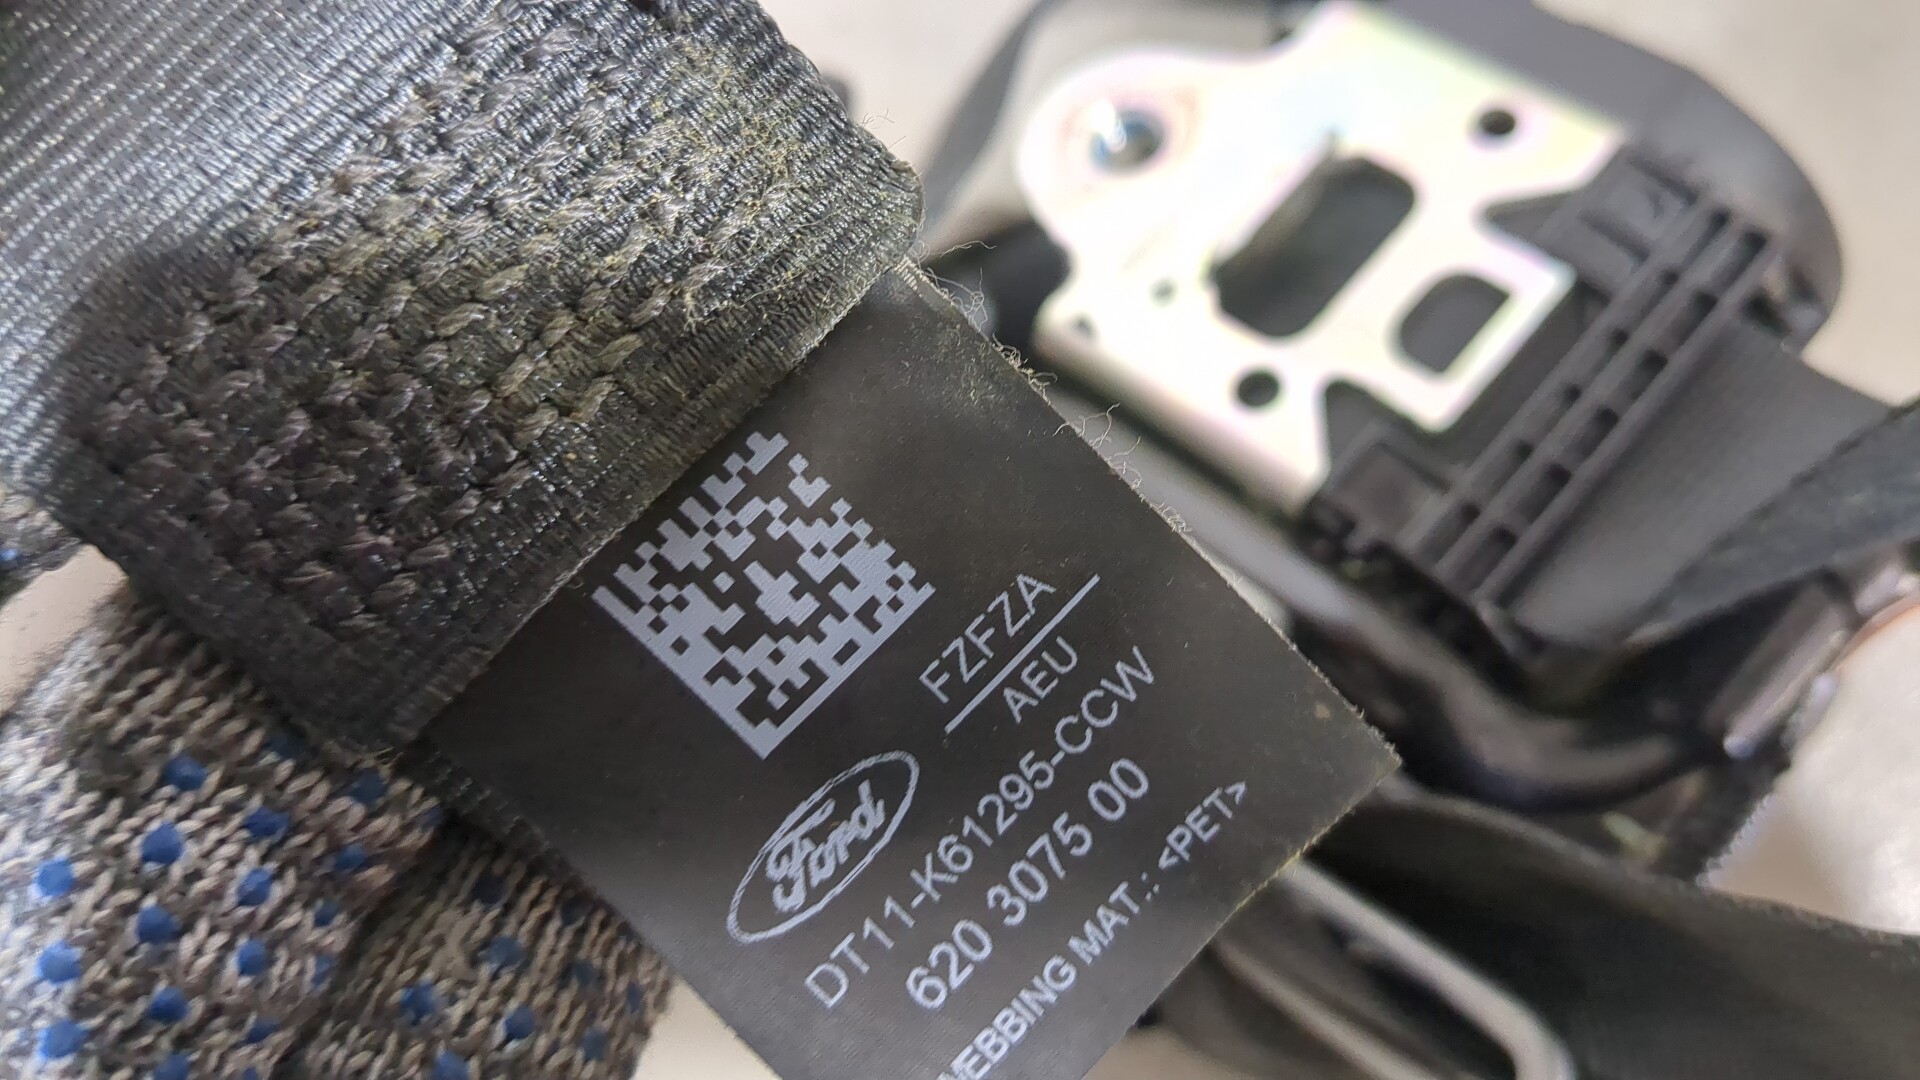 FZFZA
AEU
Ford
DT11-K61295-CCW
620 3075 00
WEBBING MAT.: <PET>